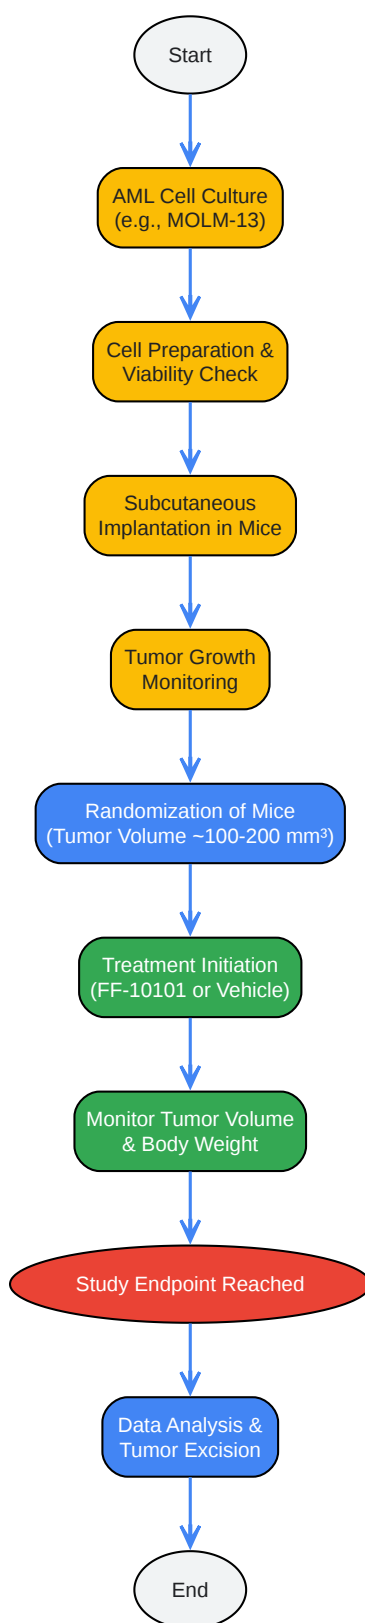 Start
AML Cell Culture
(e.g., MOLM-13)
Cell Preparation &
Viability Check
Subcutaneous
Implantation in Mice
Tumor Growth
Monitoring
Randomization of Mice
(Tumor Volume ~100-200 mm³)
Treatment Initiation
(FF-10101 or Vehicle)
Monitor Tumor Volume
& Body Weight
Study Endpoint Reached
Data Analysis &
Tumor Excision
End